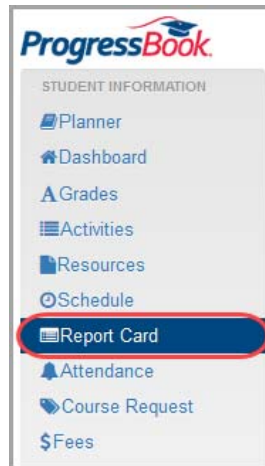 ProgressBook
STUDENT INFORMATION
Planner
Dashboard
Grades
Activities
Resources
Schedule
Report Card
Attendance
Course Request
Fees